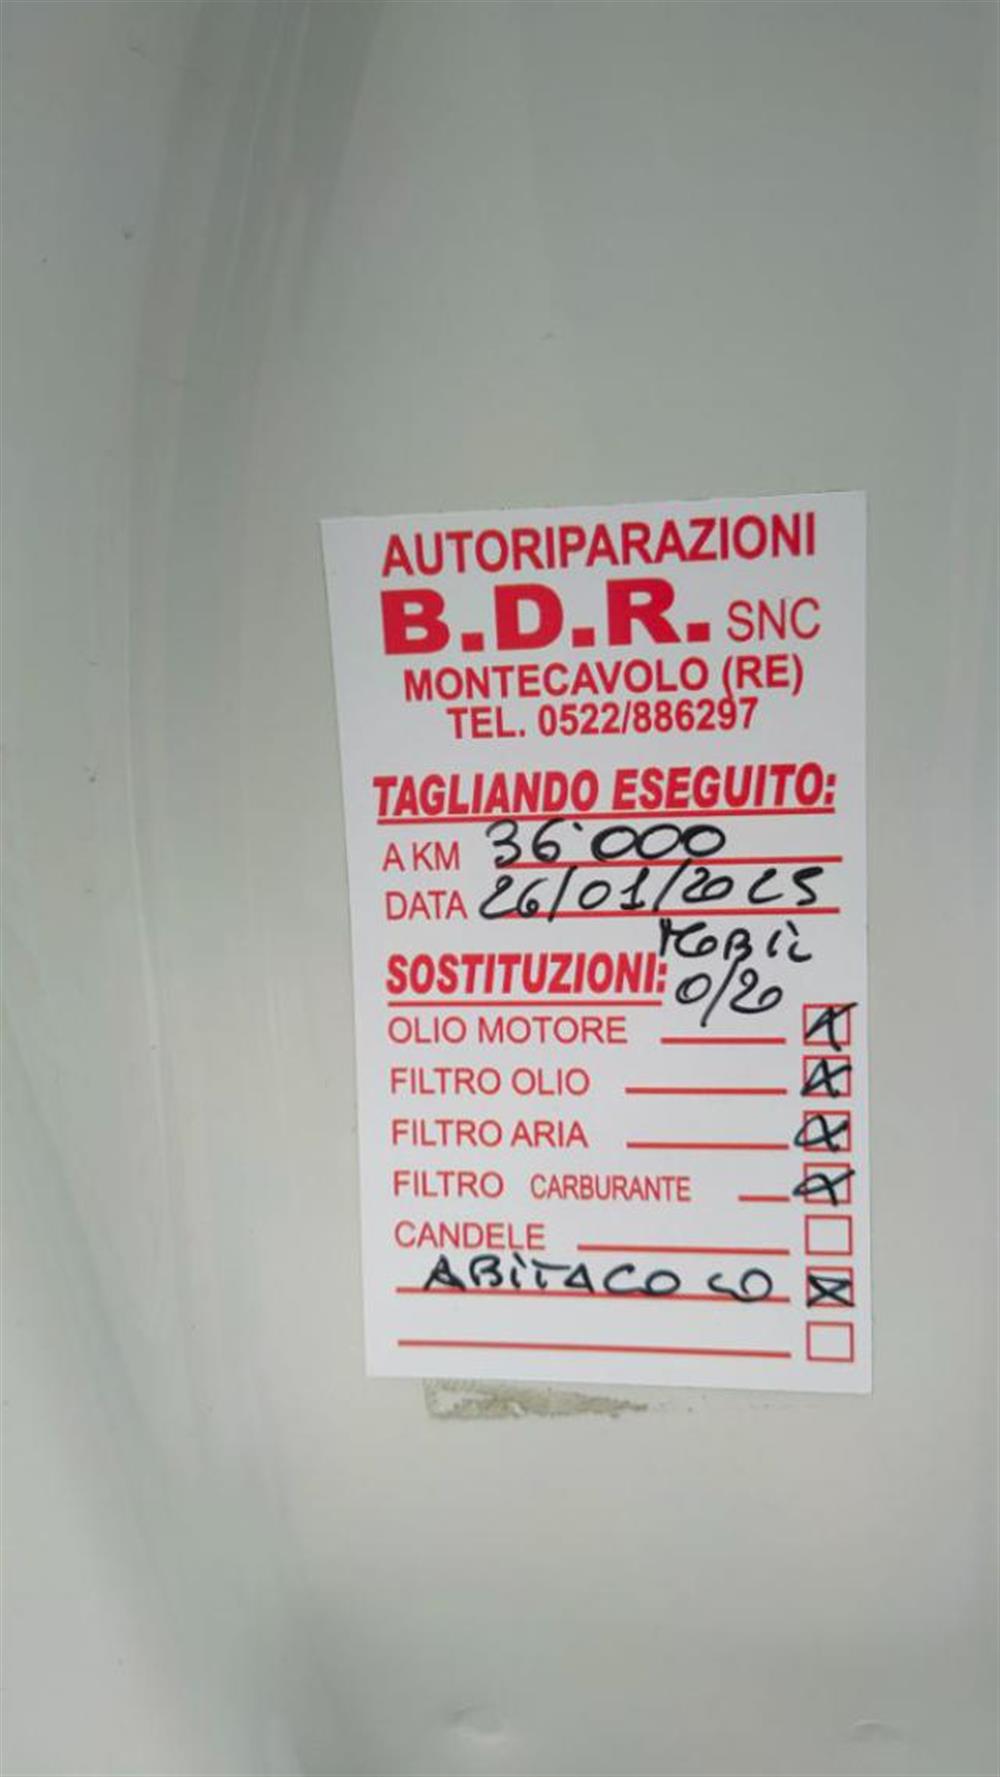 AUTORIPARAZIONI
B.D.R. SNC
MONTECAVOLO (RE)
TEL. 0522/886297
TAGLIANDO ESEGUITO:
A KM 36'000
DATA 26/01/2025
MOBIL
SOSTITUZIONI: 0/20
OLIO MOTORE X
FILTRO OLIO X
FILTRO ARIA X
FILTRO CARBURANTE X
CANDELE
ABITACOLO X